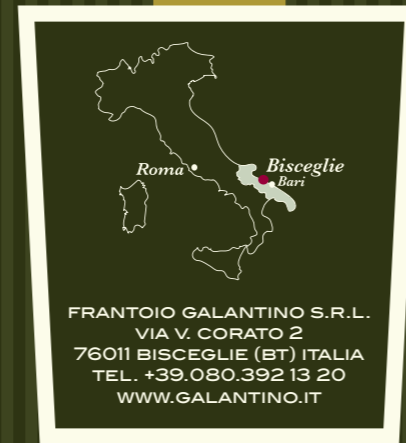 Roma
Bisceglie
Bari
FRANTOIO GALANTINO S.R.L.
VIA V. CORATO 2
76011 BISCEGLIE (BT) ITALIA
TEL. +39.080.392 13 20
WWW.GALANTINO.IT